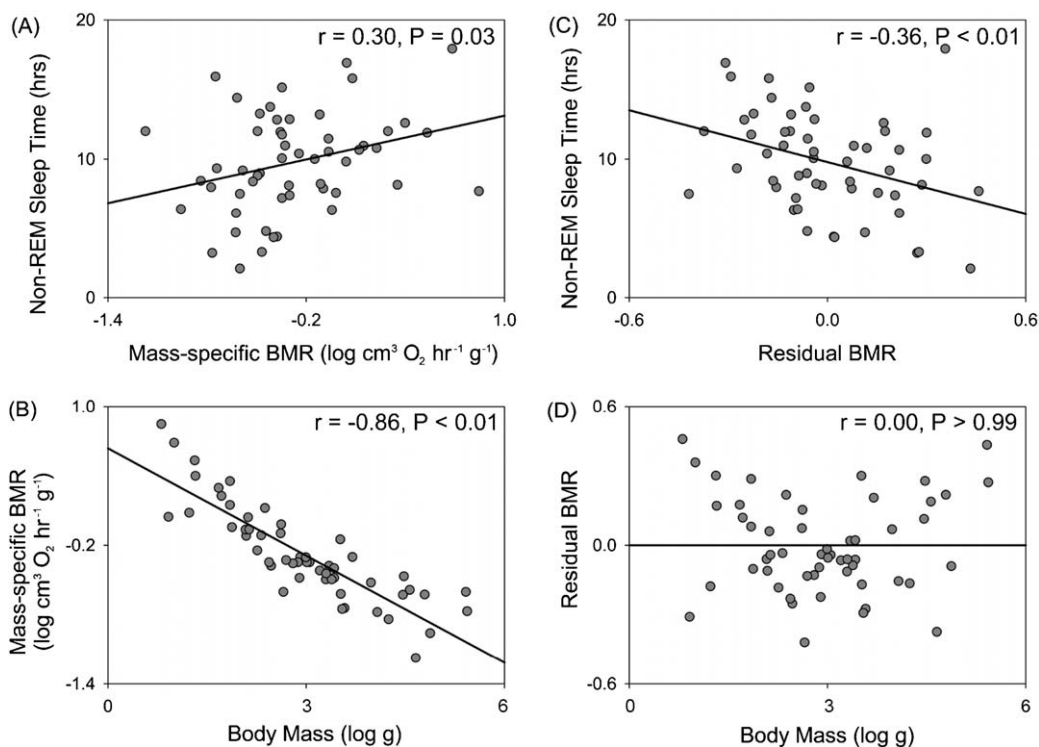 (A)
r = 0.30, P = 0.03
Non-REM Sleep Time (hrs)
20
10
0
-1.4
-0.2
1.0
Mass-specific BMR (log cm³ O₂ hr⁻¹ g⁻¹)
(C)
r = -0.36, P < 0.01
Non-REM Sleep Time (hrs)
20
10
0
-0.6
0.0
0.6
Residual BMR
(B)
r = -0.86, P < 0.01
Mass-specific BMR
(log cm³ O₂ hr⁻¹ g⁻¹)
1.0
-0.2
-1.4
0
3
6
Body Mass (log g)
(D)
r = 0.00, P > 0.99
Residual BMR
0.6
0.0
-0.6
0
3
6
Body Mass (log g)